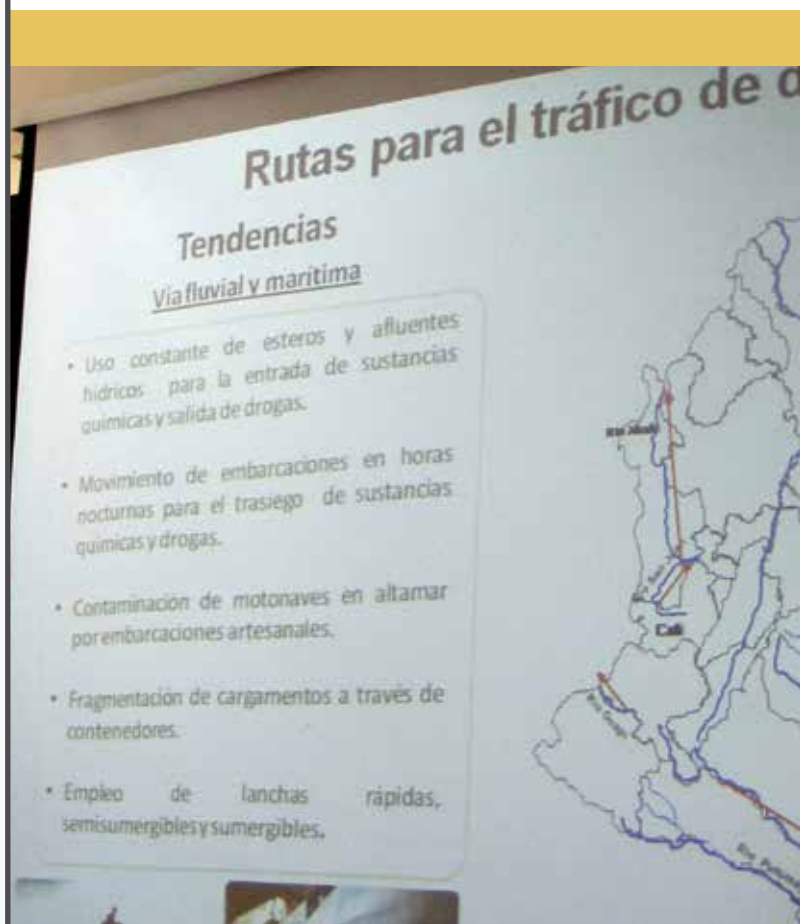 Rutas para el tráfico de d
Tendencias
Vía fluvial y marítima
• Uso constante de esteros y afluentes
hídricos para la entrada de sustancias
químicas y salida de drogas.
• Movimiento de embarcaciones en horas
nocturnas para el trasiego de sustancias
químicas y drogas.
• Contaminación de motonaves en altamar
por embarcaciones artesanales.
• Fragmentación de cargamentos a través de
contenedores.
• Empleo de lanchas rápidas,
semisumergibles y sumergibles.
Cali